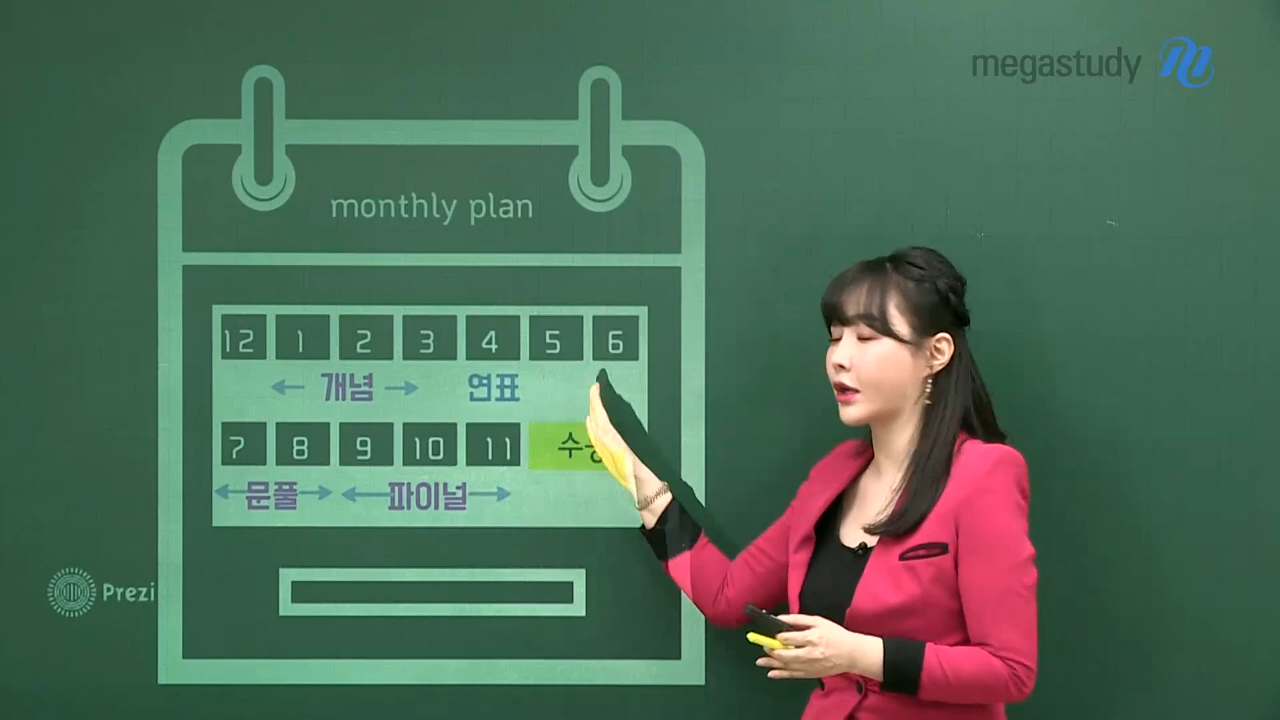 megastudy
monthly plan
12 1 2 3 4 5 6
개념 연표
7 8 9 10 11
문풀 파이널
Prezi